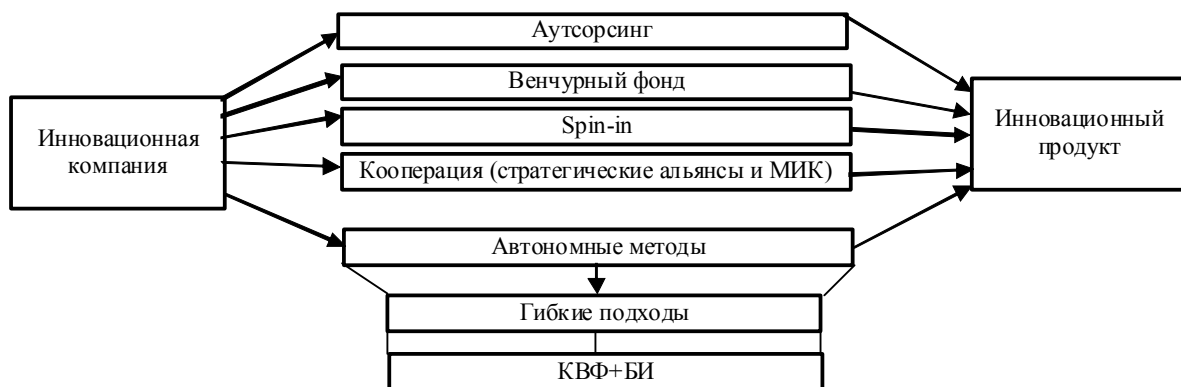 Аутсорсинг
Венчурный фонд
Spin-in
Кооперация (стратегические альянсы и МИК)
Инновационная
компания
Инновационный
продукт
Автономные методы
Гибкие подходы
КВФ+БИ